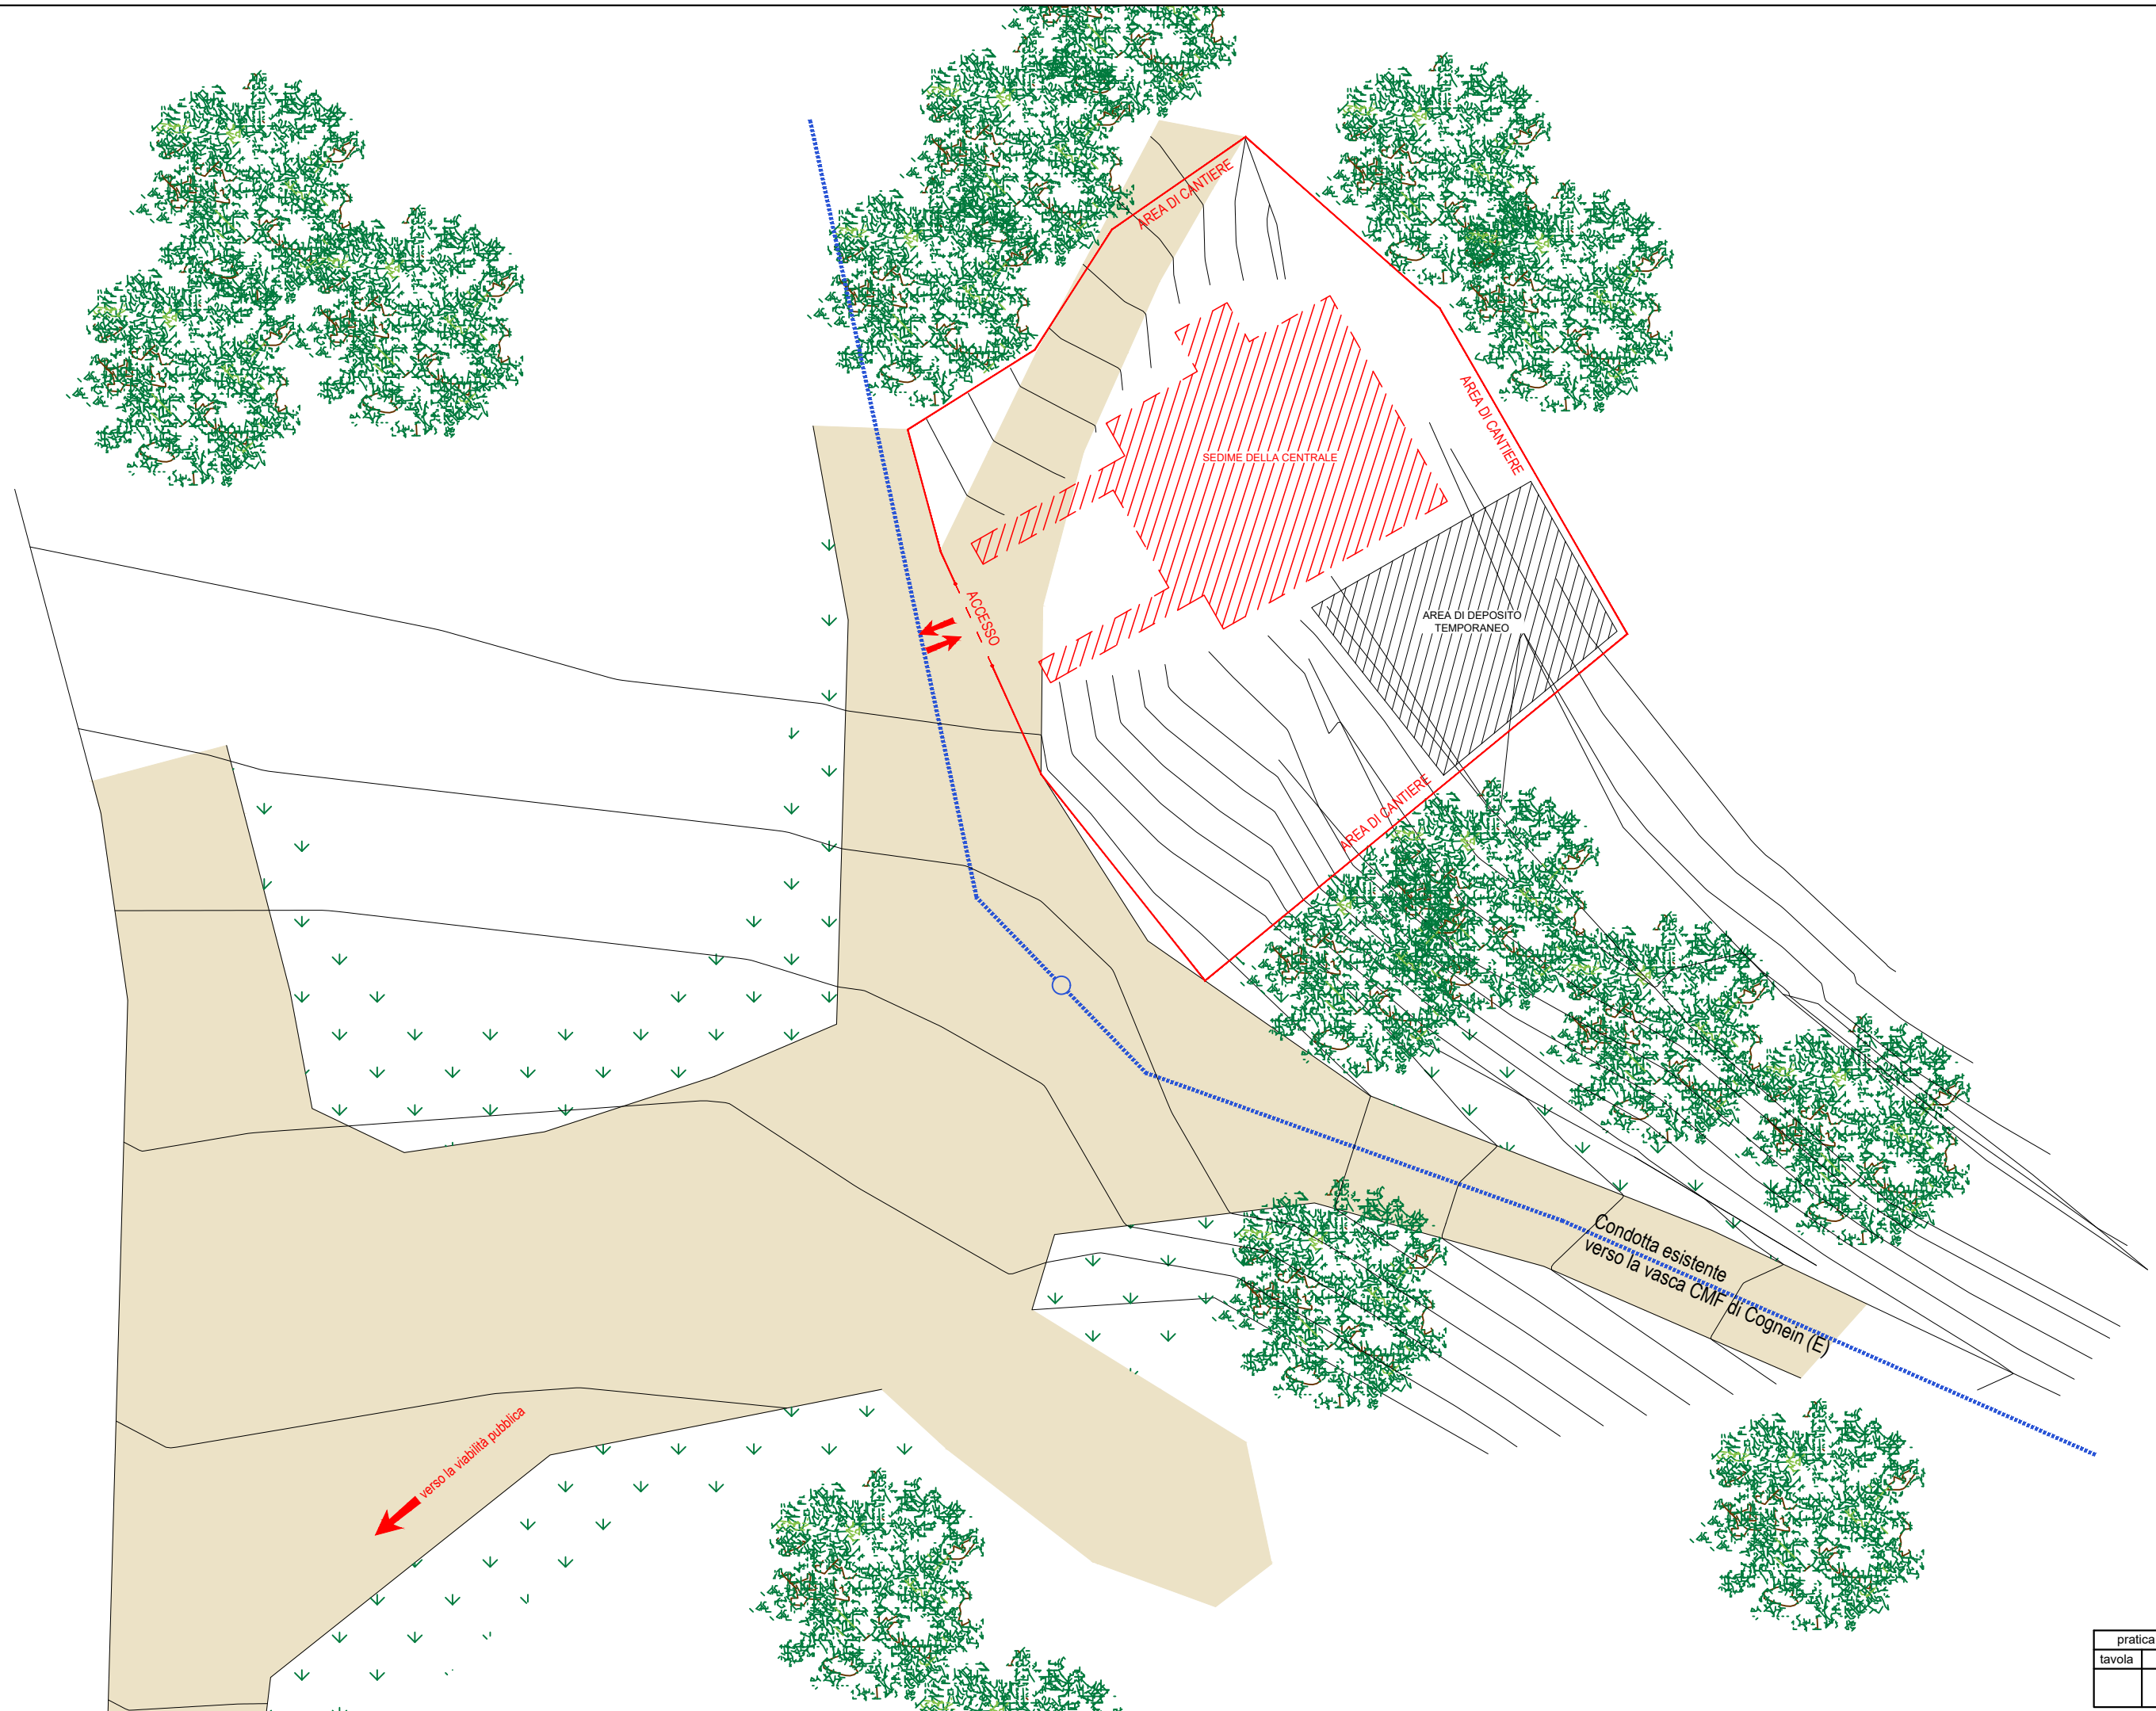 AREA DI CANTIERE
AREA DI CANTIERE
SEDIME DELLA CENTRALE
ACCESSO
AREA DI DEPOSITO
TEMPORANEO
AREA DI CANTIERE
Condotta esistente
verso la vasca CMF di Cognein (E)
verso la viabilità pubblica
pratica
tavola